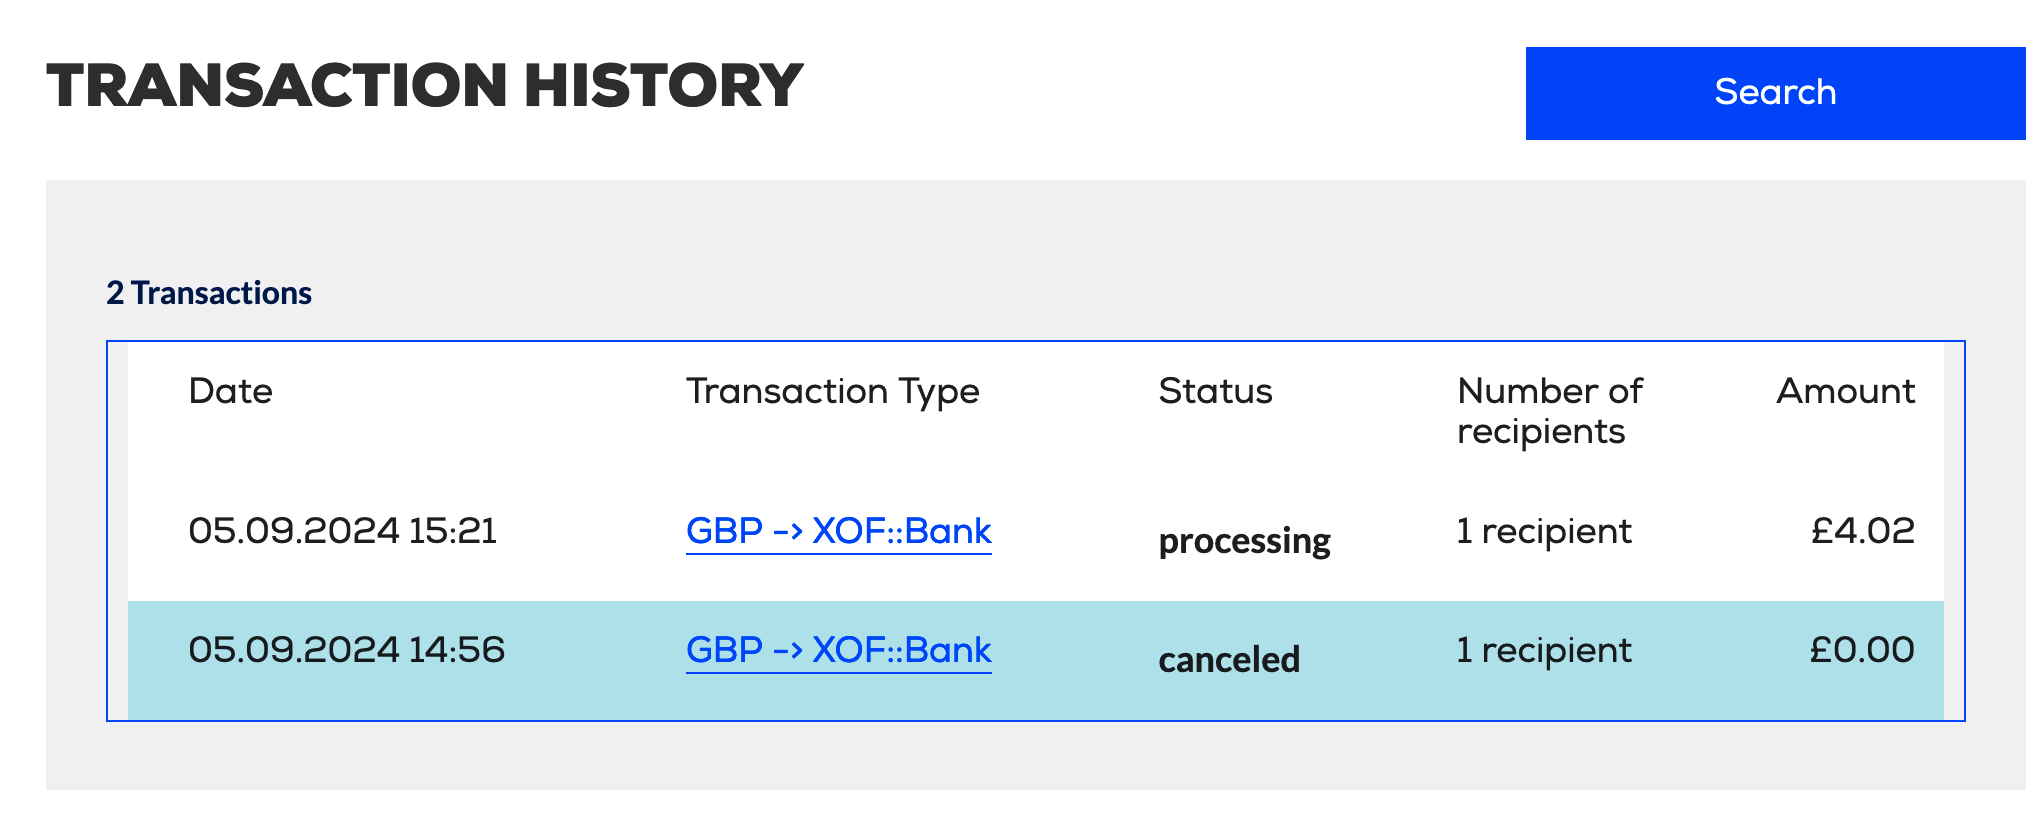 TRANSACTION HISTORY
Search
2 Transactions
Date Transaction Type Status Number of recipients Amount
05.09.2024 15:21 GBP -> XOF::Bank processing 1 recipient £4.02
05.09.2024 14:56 GBP -> XOF::Bank canceled 1 recipient £0.00